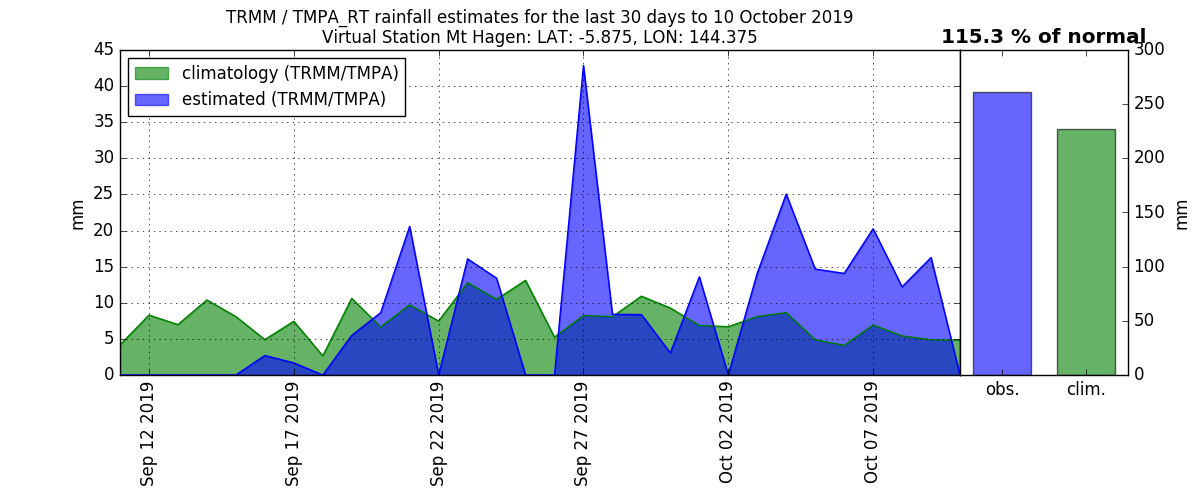 TRMM / TMPA_RT rainfall estimates for the last 30 days to 10 October 2019
Virtual Station Mt Hagen: LAT: -5.875, LON: 144.375
115.3 % of normal
climatology (TRMM/TMPA)
estimated (TRMM/TMPA)
45
40
35
30
25
20
15
10
5
0
mm
Sep 12 2019
Sep 17 2019
Sep 22 2019
Sep 27 2019
Oct 02 2019
Oct 07 2019
300
250
200
150
100
50
0
mm
obs.
clim.